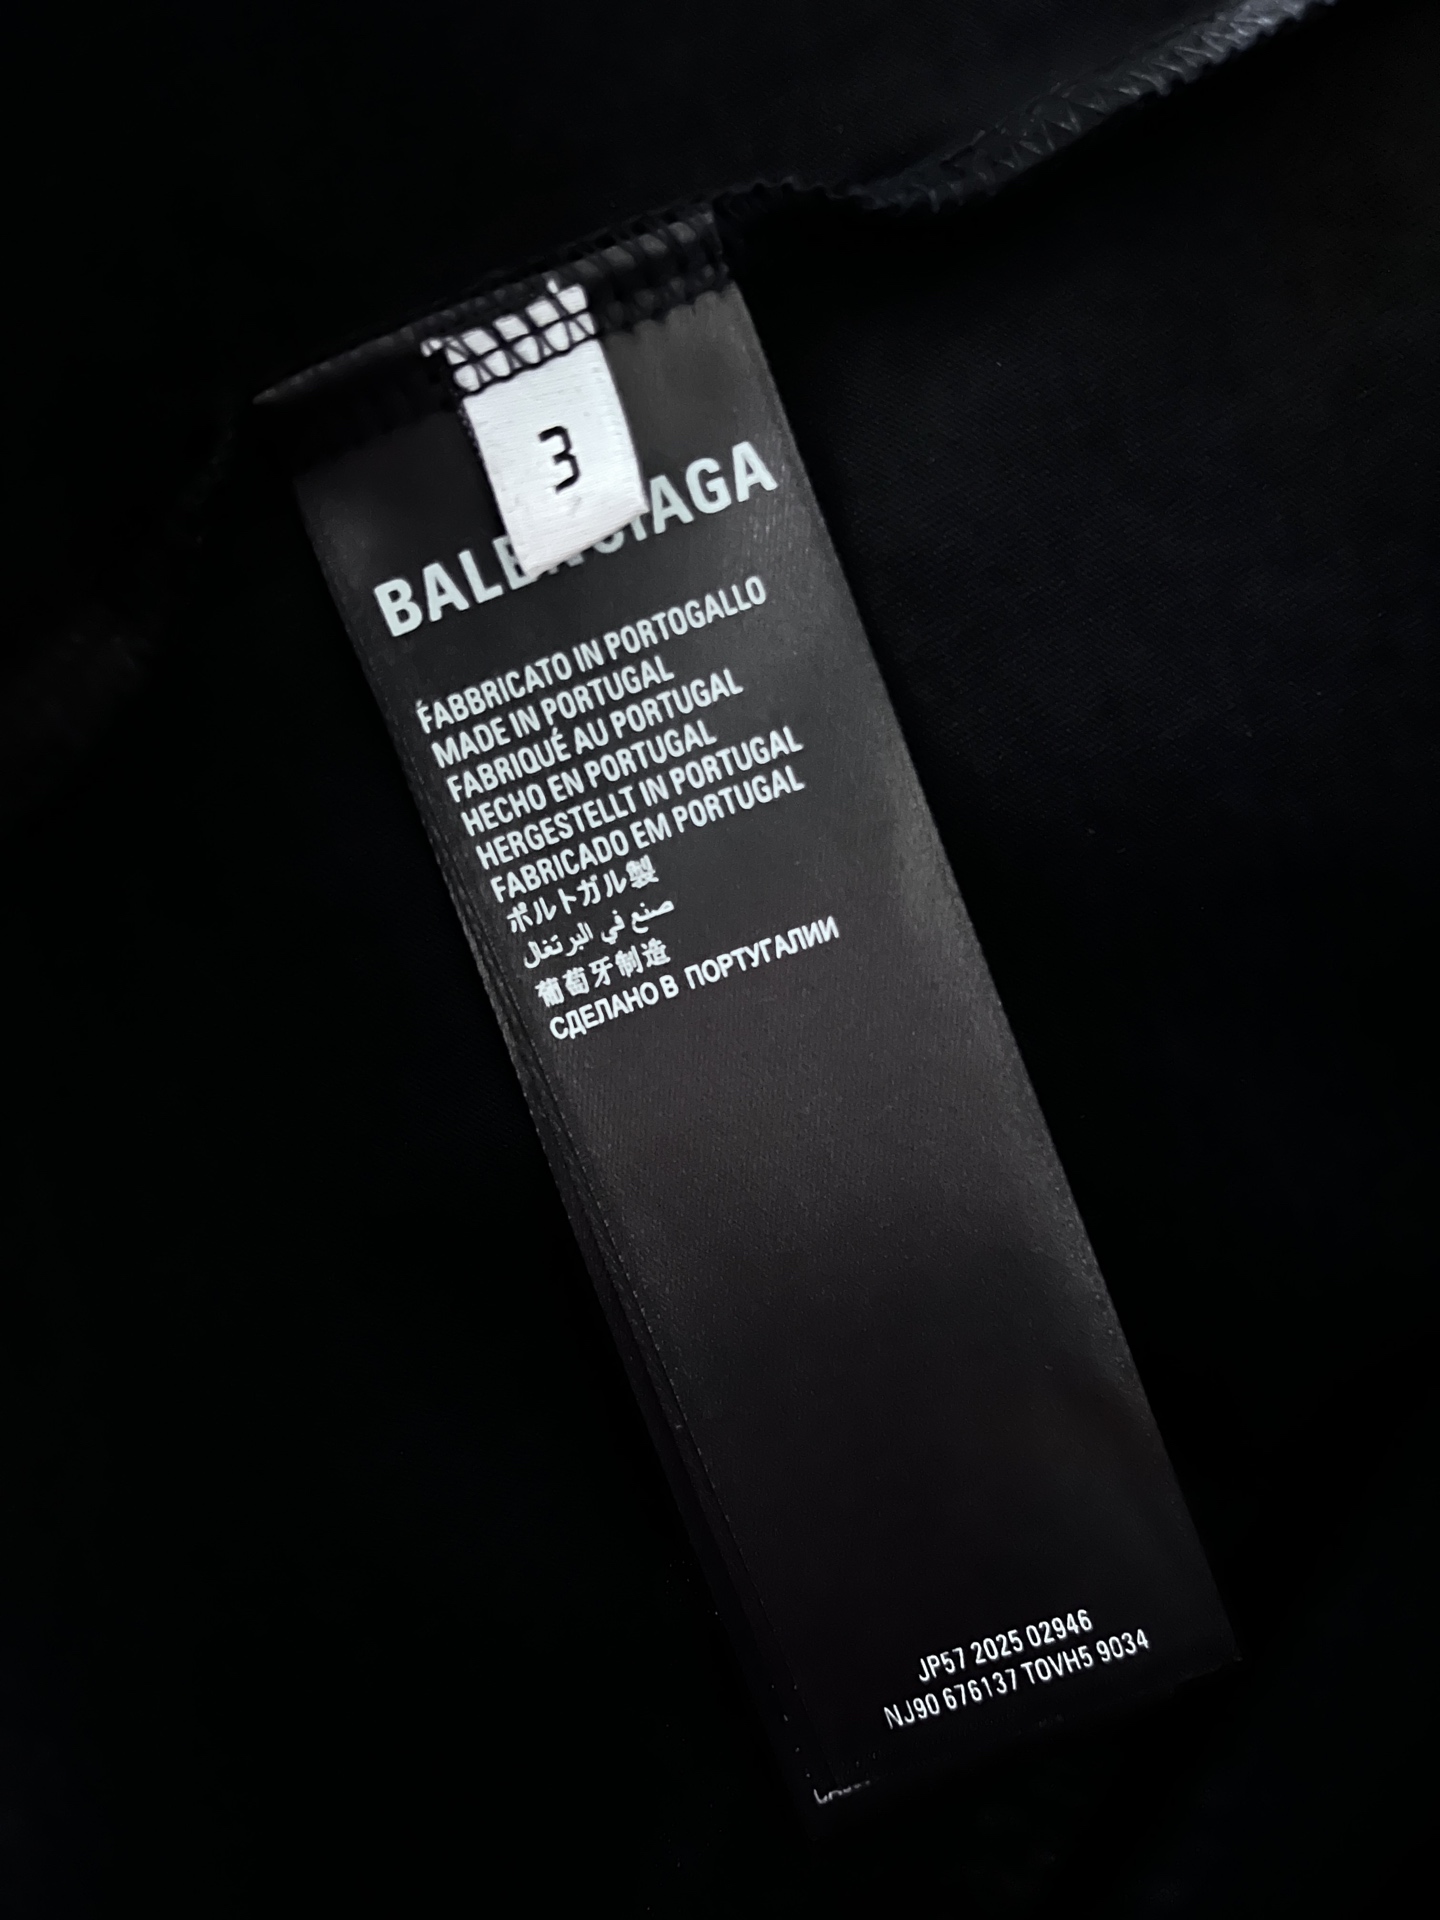 3
BALENCIAGA
FABBRICATO IN PORTOGALLO
MADE IN PORTUGAL
FABRIQUÉ AU PORTUGAL
HECHO EN PORTUGAL
HERGESTELLT IN PORTUGAL
FABRICADO EM PORTUGAL
ポルトガル製
صنع في البرتغال
葡萄牙制造
СДЕЛАНО В ПОРТУГАЛИИ
JP57 2025 02946
NJ90 676137 TOVH5 9034